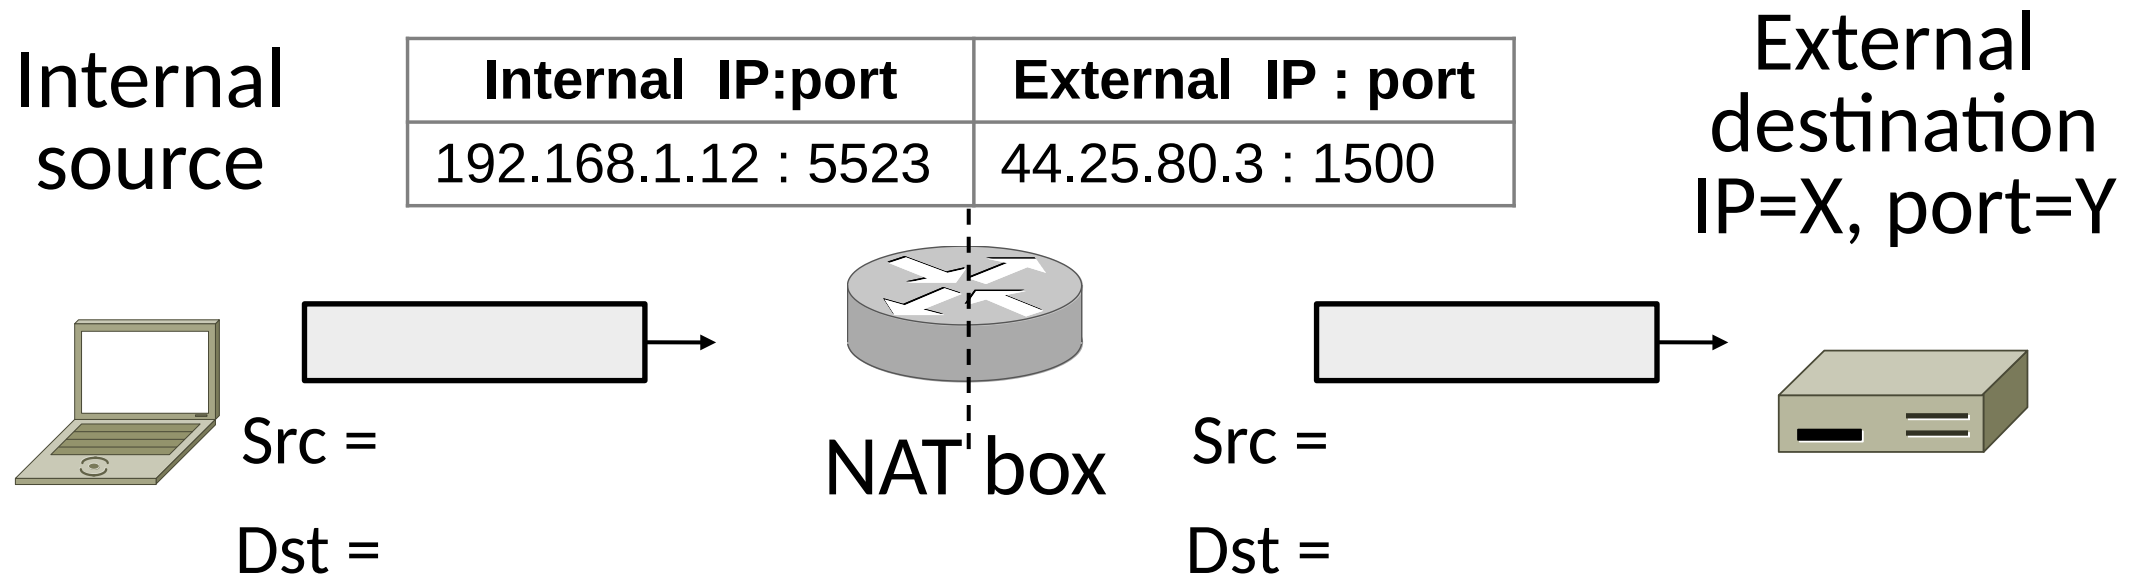 Internal
source
Internal IP:port
External IP : port
192.168.1.12 : 5523
44.25.80.3 : 1500
External
destination
IP=X, port=Y
Src =
Dst =
NAT box
Src =
Dst =